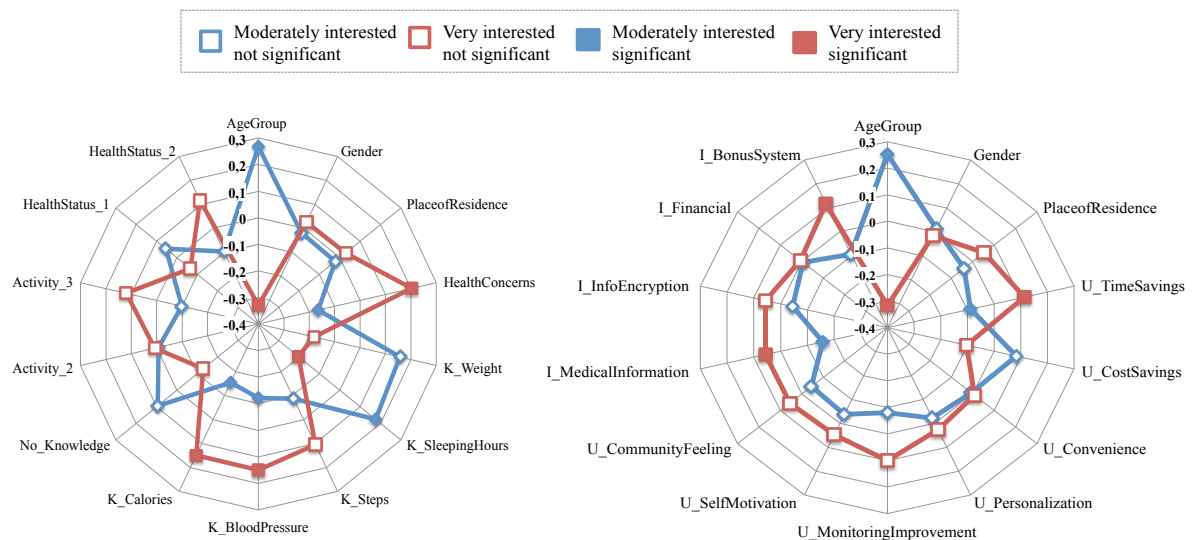 Moderately interested
not significant
Very interested
not significant
Moderately interested
significant
Very interested
significant
AgeGroup
Gender
PlaceofResidence
HealthConcerns
K_Weight
K_SleepingHours
K_Steps
K_BloodPressure
K_Calories
No_Knowledge
Activity_2
Activity_3
HealthStatus_1
HealthStatus_2
0,3
0,2
0,1
0
-0,1
-0,2
-0,3
-0,4
AgeGroup
Gender
PlaceofResidence
U_TimeSavings
U_CostSavings
U_Convenience
U_Personalization
U_MonitoringImprovement
U_SelfMotivation
U_CommunityFeeling
I_MedicalInformation
I_InfoEncryption
I_Financial
I_BonusSystem
0,3
0,2
0,1
0
-0,1
-0,2
-0,3
-0,4